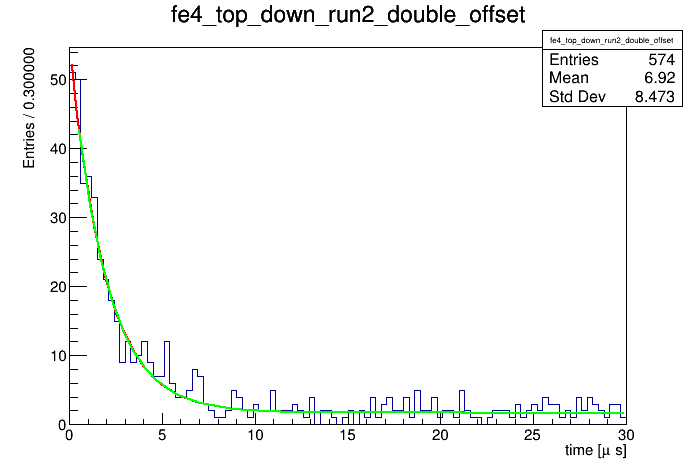 fe4_top_down_run2_double_offset
fe4_top_down_run2_double_offset
Entries 574
Mean 6.92
Std Dev 8.473
Entries / 0.300000
50
40
30
20
10
0
0 5 10 15 20 25 30
time [μ s]